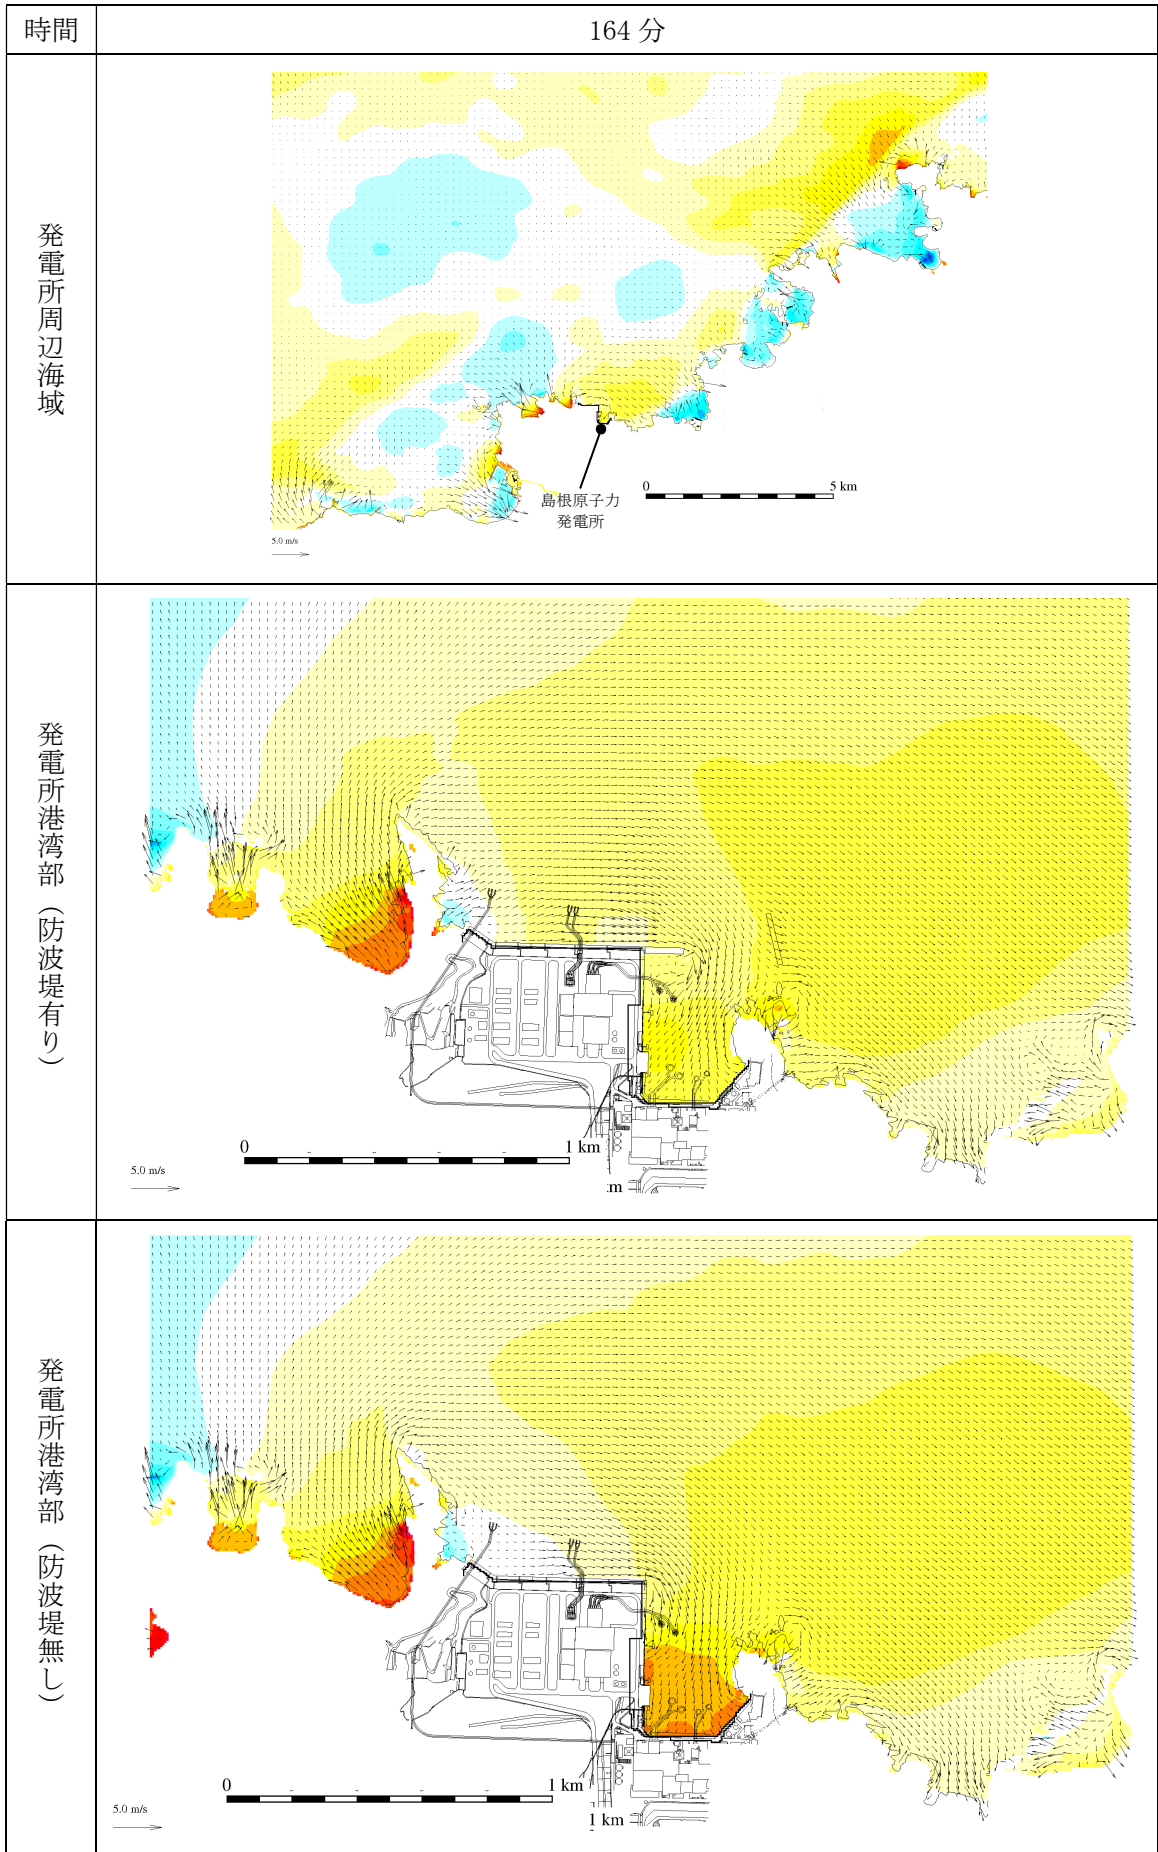 時間
164 分
発電所周辺海域
島根原子力
発電所
0
5 km
5.0 m/s
発電所港湾部（防波堤有り）
0
1 km
5.0 m/s
:m
発電所港湾部（防波堤無し）
0
1 km
5.0 m/s
1 km